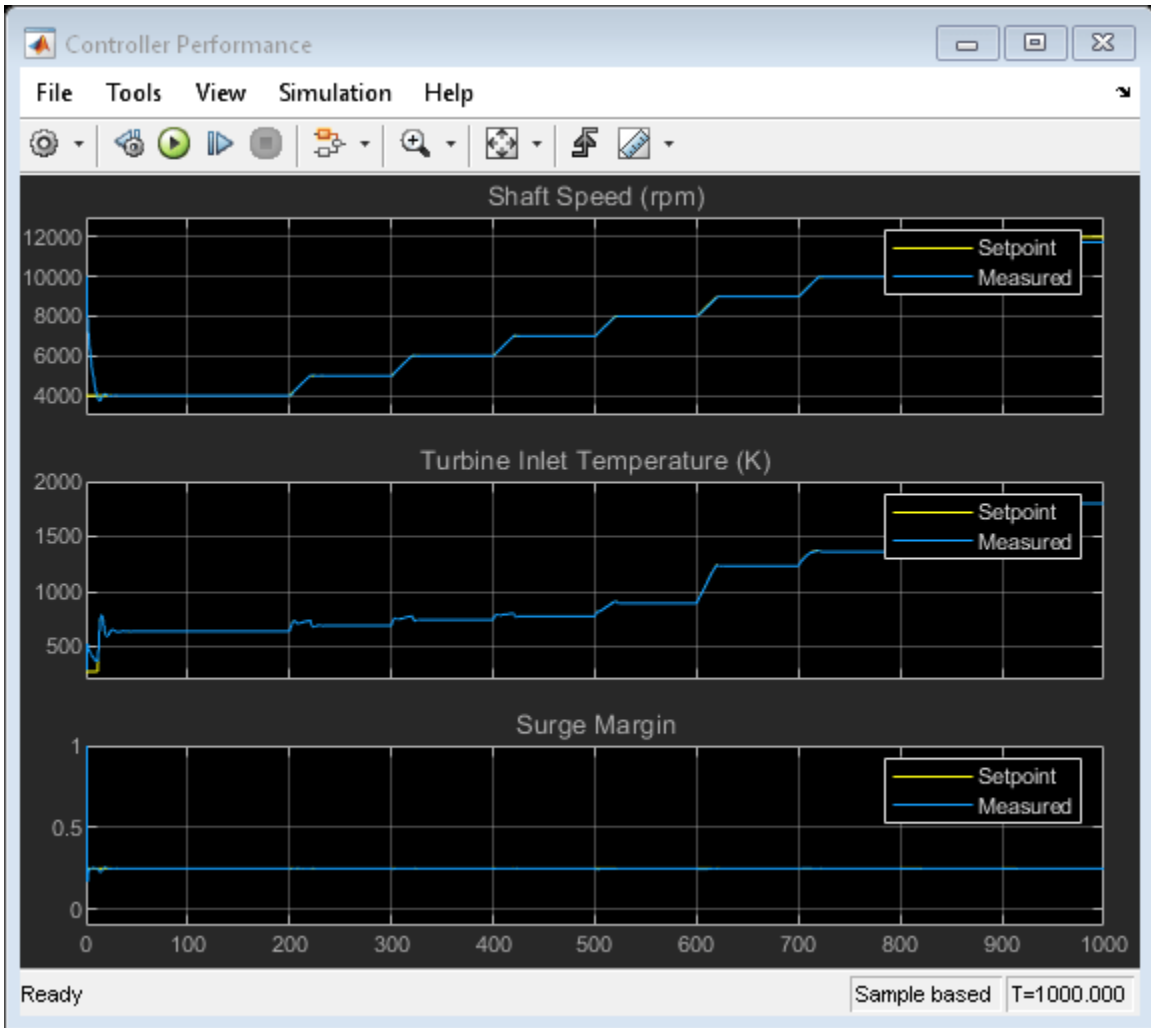 Controller Performance
File Tools View Simulation Help
Shaft Speed (rpm)
12000
10000
8000
6000
4000
Setpoint
Measured
Turbine Inlet Temperature (K)
2000
1500
1000
500
Setpoint
Measured
Surge Margin
1
0.5
0
Setpoint
Measured
0 100 200 300 400 500 600 700 800 900 1000
Ready Sample based T=1000.000